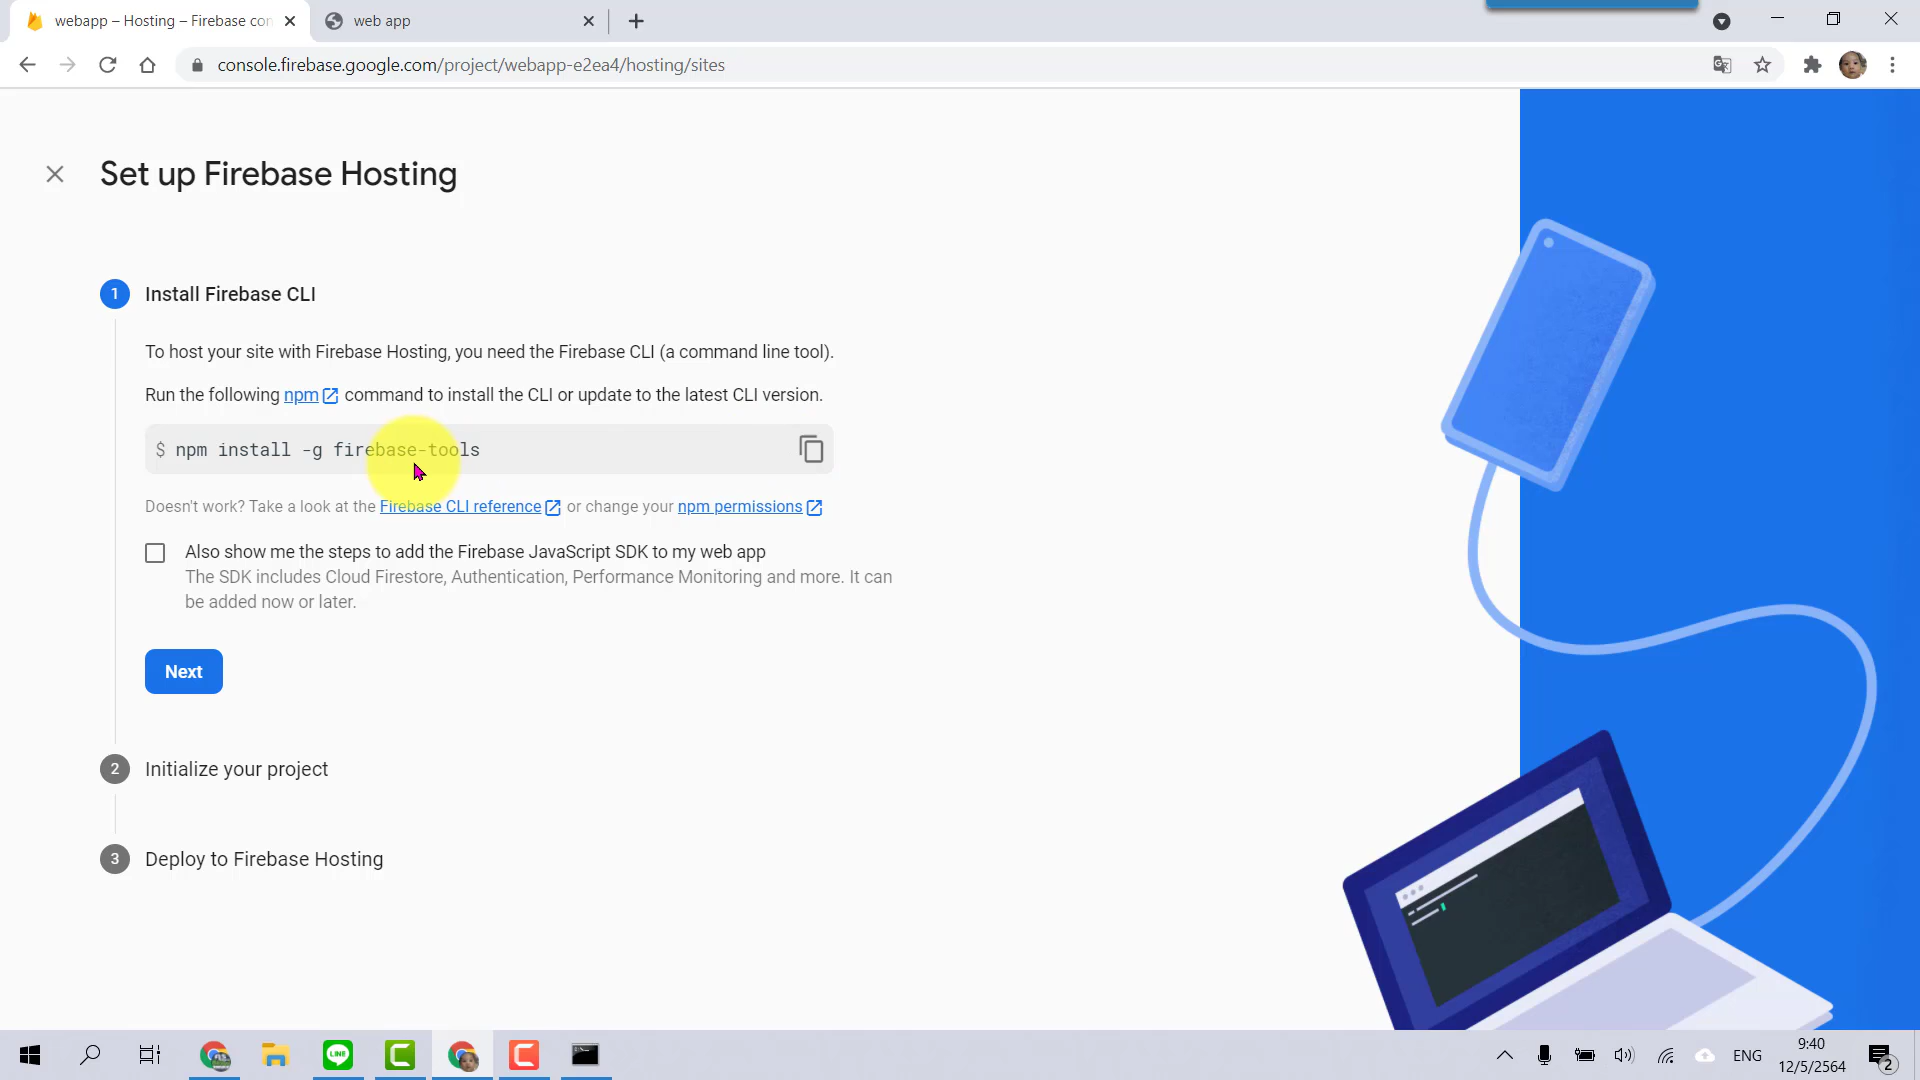 webapp – Hosting – Firebase con
web app
console.firebase.google.com/project/webapp-e2ea4/hosting/sites
Set up Firebase Hosting
1 Install Firebase CLI
To host your site with Firebase Hosting, you need the Firebase CLI (a command line tool).
Run the following npm command to install the CLI or update to the latest CLI version.
$ npm install -g firebase-tools
Doesn't work? Take a look at the Firebase CLI reference or change your npm permissions
Also show me the steps to add the Firebase JavaScript SDK to my web app
The SDK includes Cloud Firestore, Authentication, Performance Monitoring and more. It can
be added now or later.
Next
2 Initialize your project
3 Deploy to Firebase Hosting
LINE
ENG
9:40
12/5/2564
2